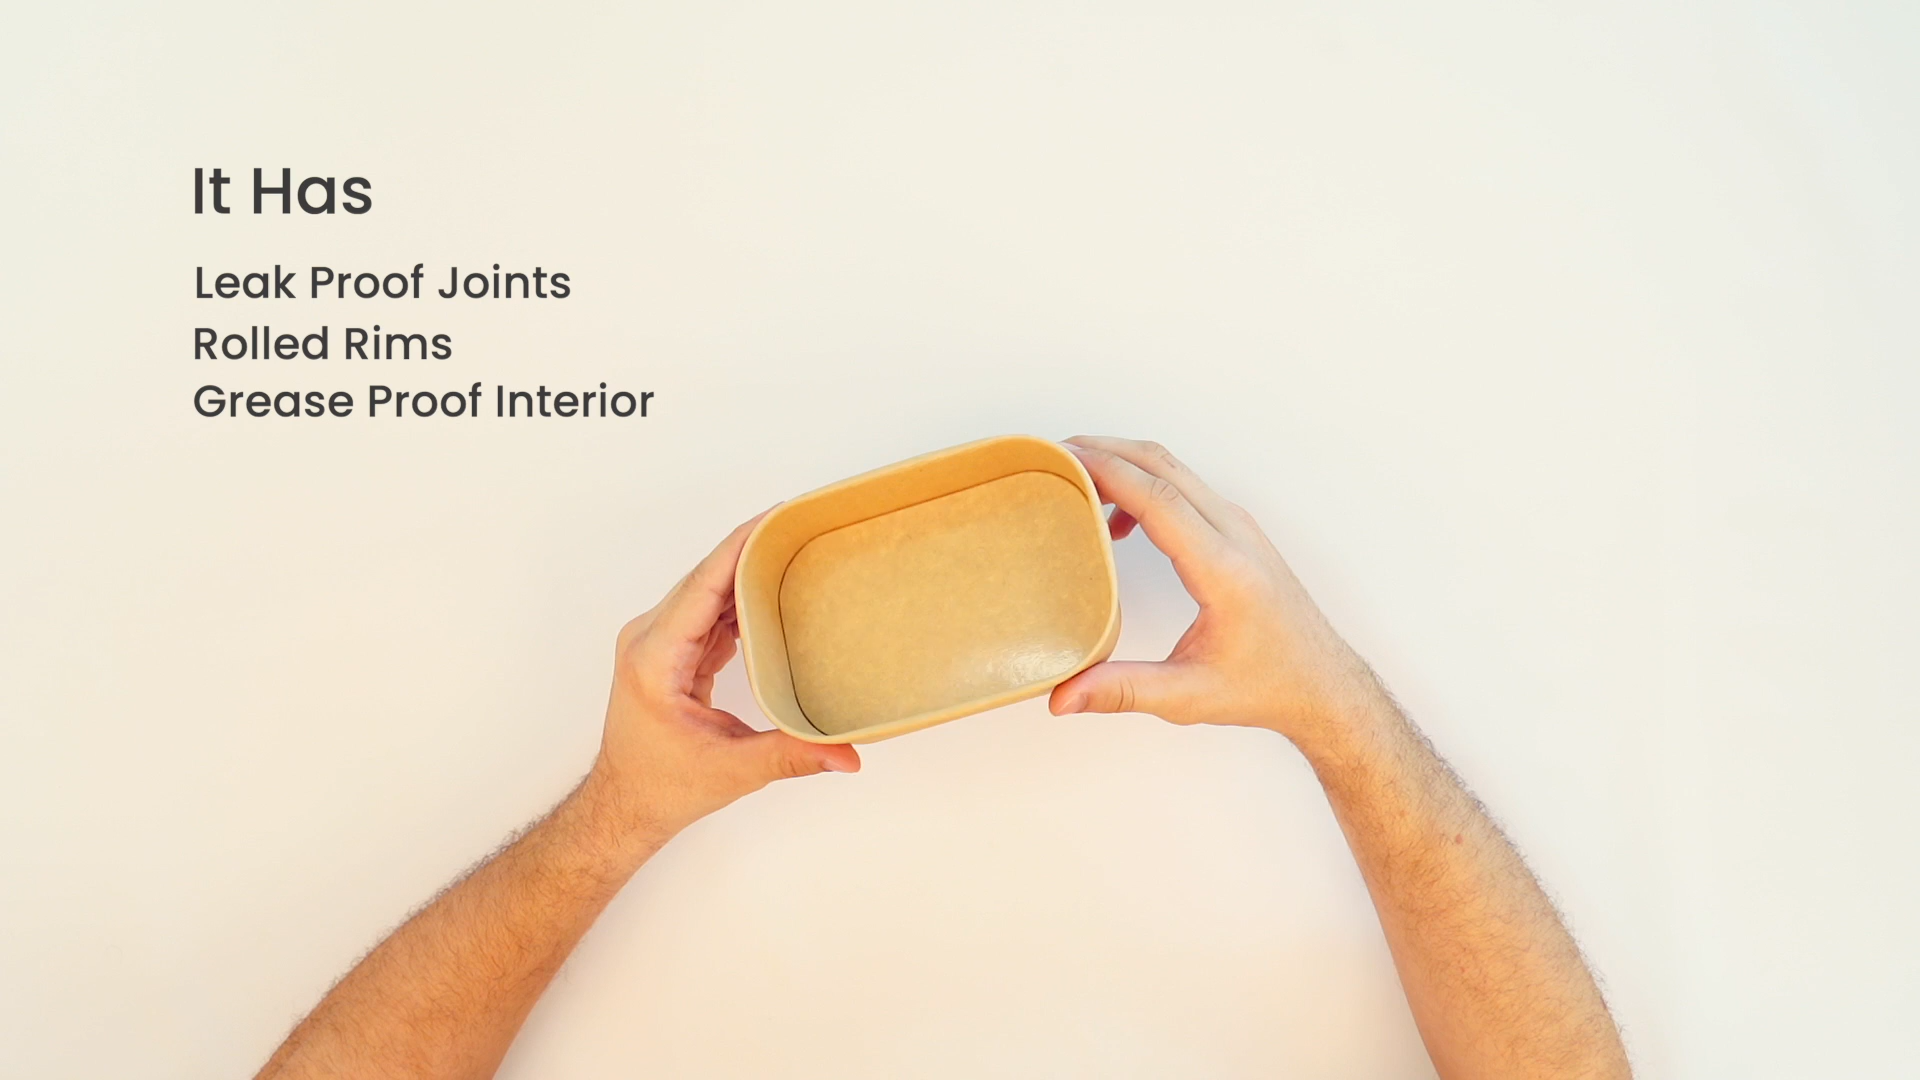 It Has
Leak Proof Joints
Rolled Rims
Grease Proof Interior